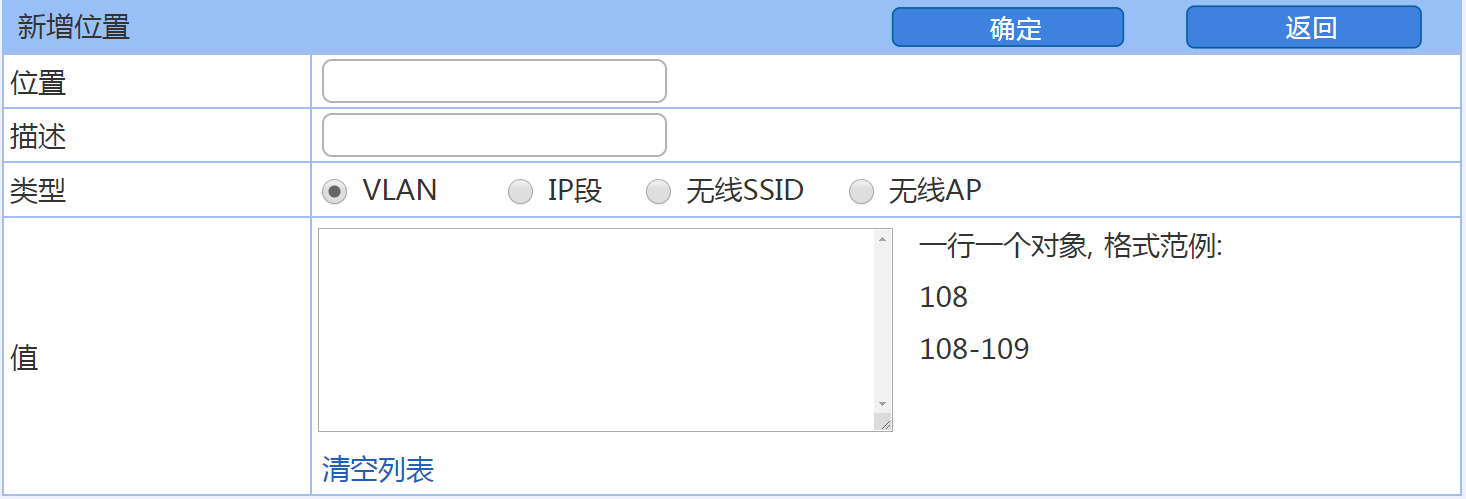 新增位置 确定 返回
位置
描述
类型 VLAN IP段 无线SSID 无线AP
一行一个对象, 格式范例:
108
108-109
值
清空列表